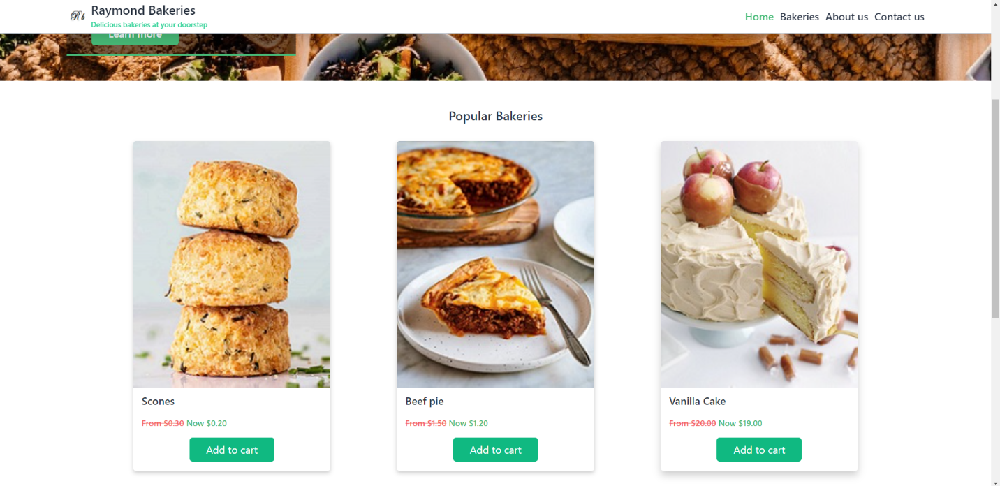 Rb
Raymond Bakeries
Delicious bakeries at your doorstep
Home Bakeries About us Contact us
Learn more
Popular Bakeries
Scones
From $0.30 Now $0.20
Add to cart
Beef pie
From $1.50 Now $1.20
Add to cart
Vanilla Cake
From $20.00 Now $19.00
Add to cart